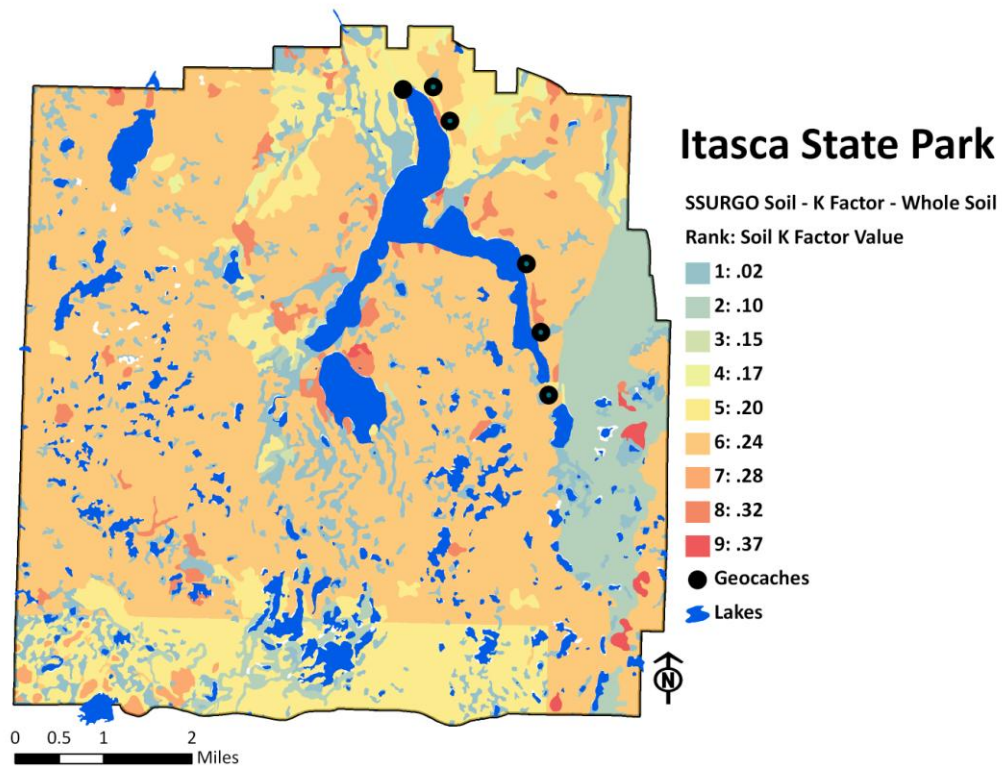 Itasca State Park
SSURGO Soil - K Factor - Whole Soil
Rank: Soil K Factor Value
1: .02
2: .10
3: .15
4: .17
5: .20
6: .24
7: .28
8: .32
9: .37
Geocaches
Lakes
N
0 0.5 1 2
Miles